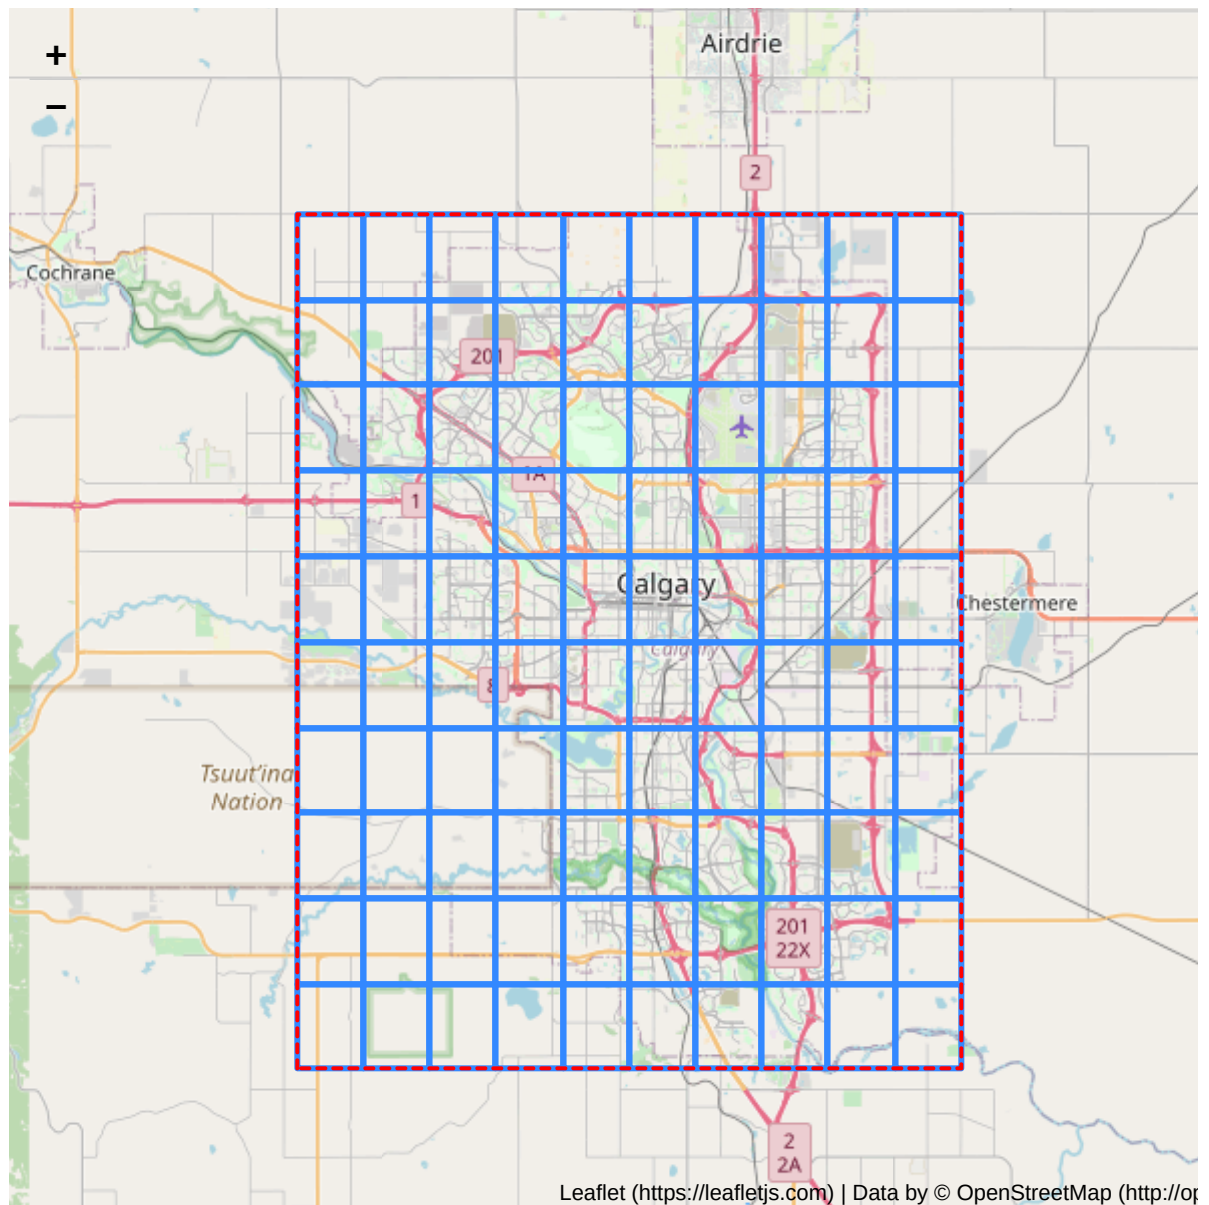 +
−
Airdrie
2
Cochrane
201
1A
1
Calgary
Chestermere
Calgary
8
Tsuut'ina
Nation
201
22X
2
2A
Leaflet (https://leafletjs.com) | Data by © OpenStreetMap (http://op